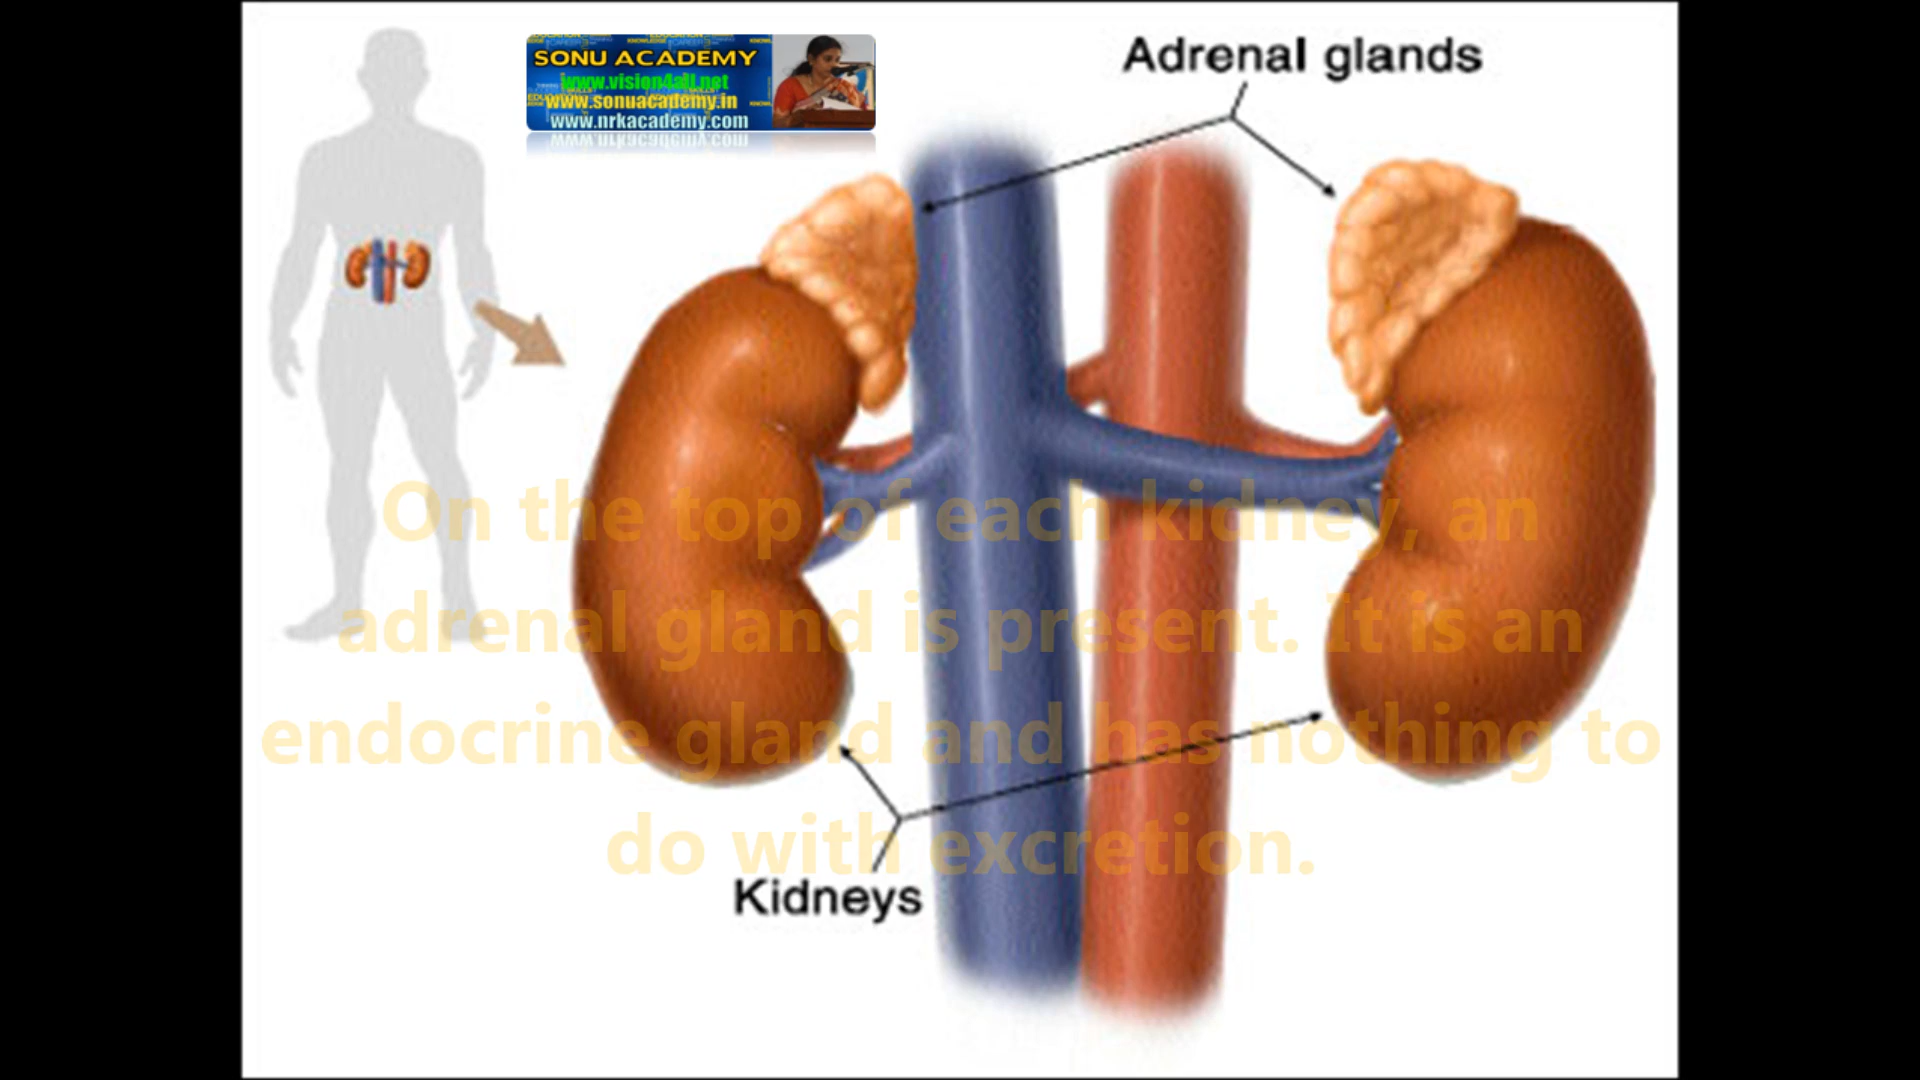 Adrenal glands
SONU ACADEMY
www.vision4all.net
www.sonuacademy.in
www.nrkacademy.com
On the top of each kidney, an
adrenal gland is present. It is an
endocrine gland and has nothing to
do with excretion.
Kidneys